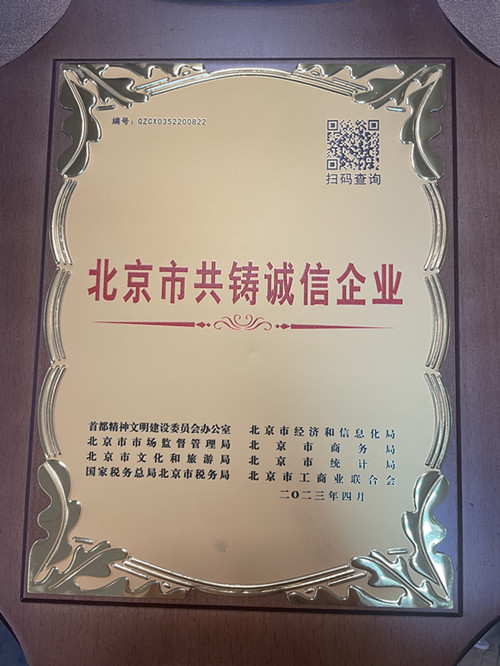 编号：GZCX0352200822
扫码查询
北京市共铸诚信企业
首都精神文明建设委员会办公室
北京市市场监督管理局
北京市文化和旅游局
国家税务总局北京市税务局
北京市经济和信息化局
北京市商务局
北京市统计局
北京市工商业联合会
二〇二三年四月